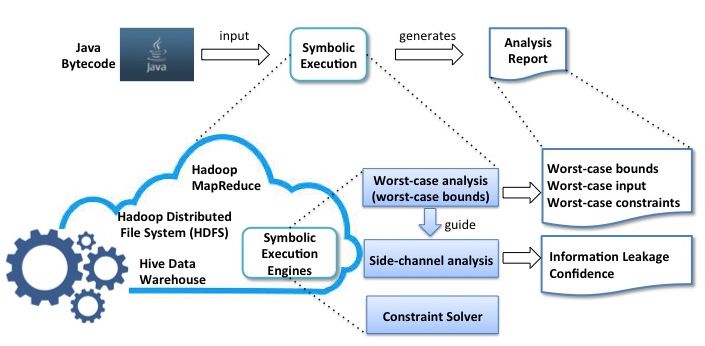 Java
Bytecode
Java
input
Symbolic
Execution
generates
Analysis
Report
Hadoop
MapReduce
Hadoop Distributed
File System (HDFS)
Hive Data
Warehouse
Symbolic
Execution
Engines
Worst-case analysis
(worst-case bounds)
guide
Side-channel analysis
Constraint Solver
Worst-case bounds
Worst-case input
Worst-case constraints
Information Leakage
Confidence